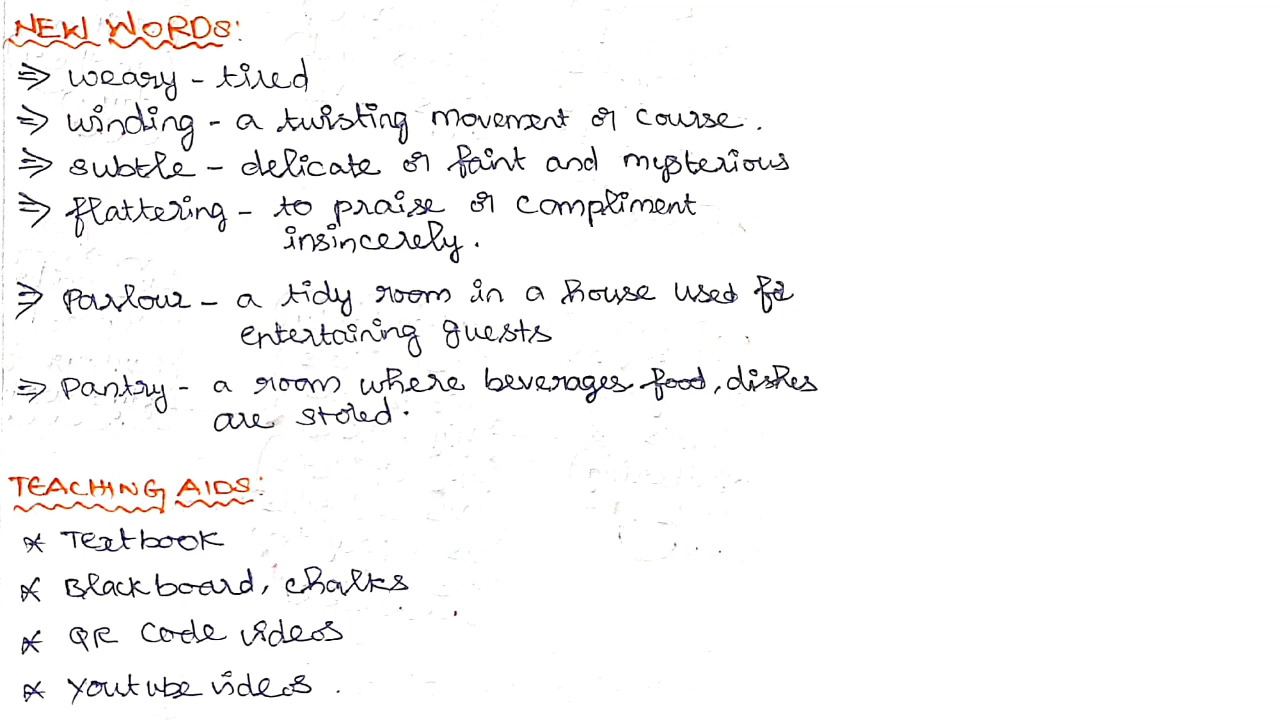 NEW WORDS:
⇒ weary - tired
⇒ winding - a twisting movement or course.
⇒ subtle - delicate or faint and mysterious
⇒ flattering - to praise or compliment
insincerely.
⇒ Parlour - a tidy room in a house used for
entertaining guests
⇒ Pantry - a room where beverages food, dishes
are stored.
TEACHING AIDS:
* Textbook
* Blackboard, chalks
* QR code videos
* Youtube videos.